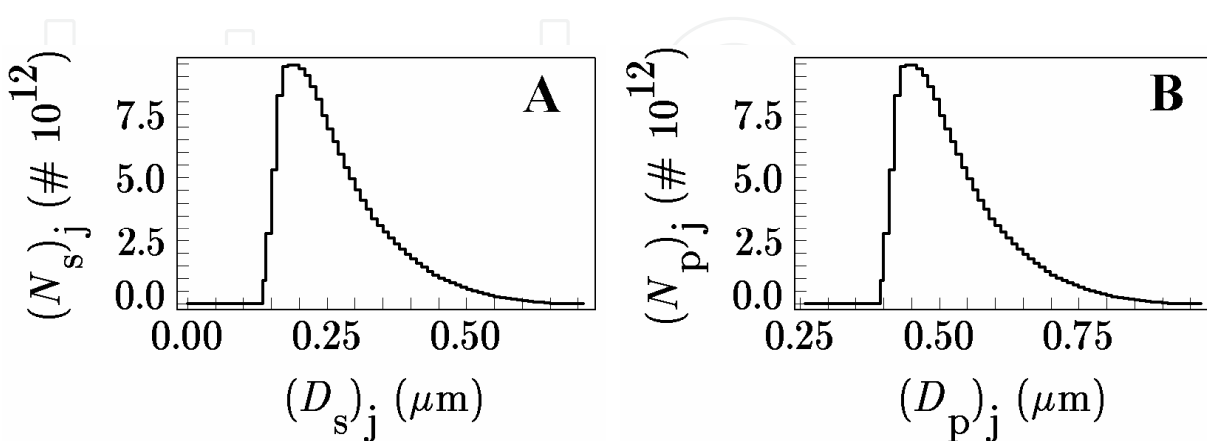 (N_s)_j (# 10^12)
7.5
5.0
2.5
0.0
A
0.00 0.25 0.50
(D_s)_j (μm)
(N_p)_j (# 10^12)
7.5
5.0
2.5
0.0
B
0.25 0.50 0.75
(D_p)_j (μm)